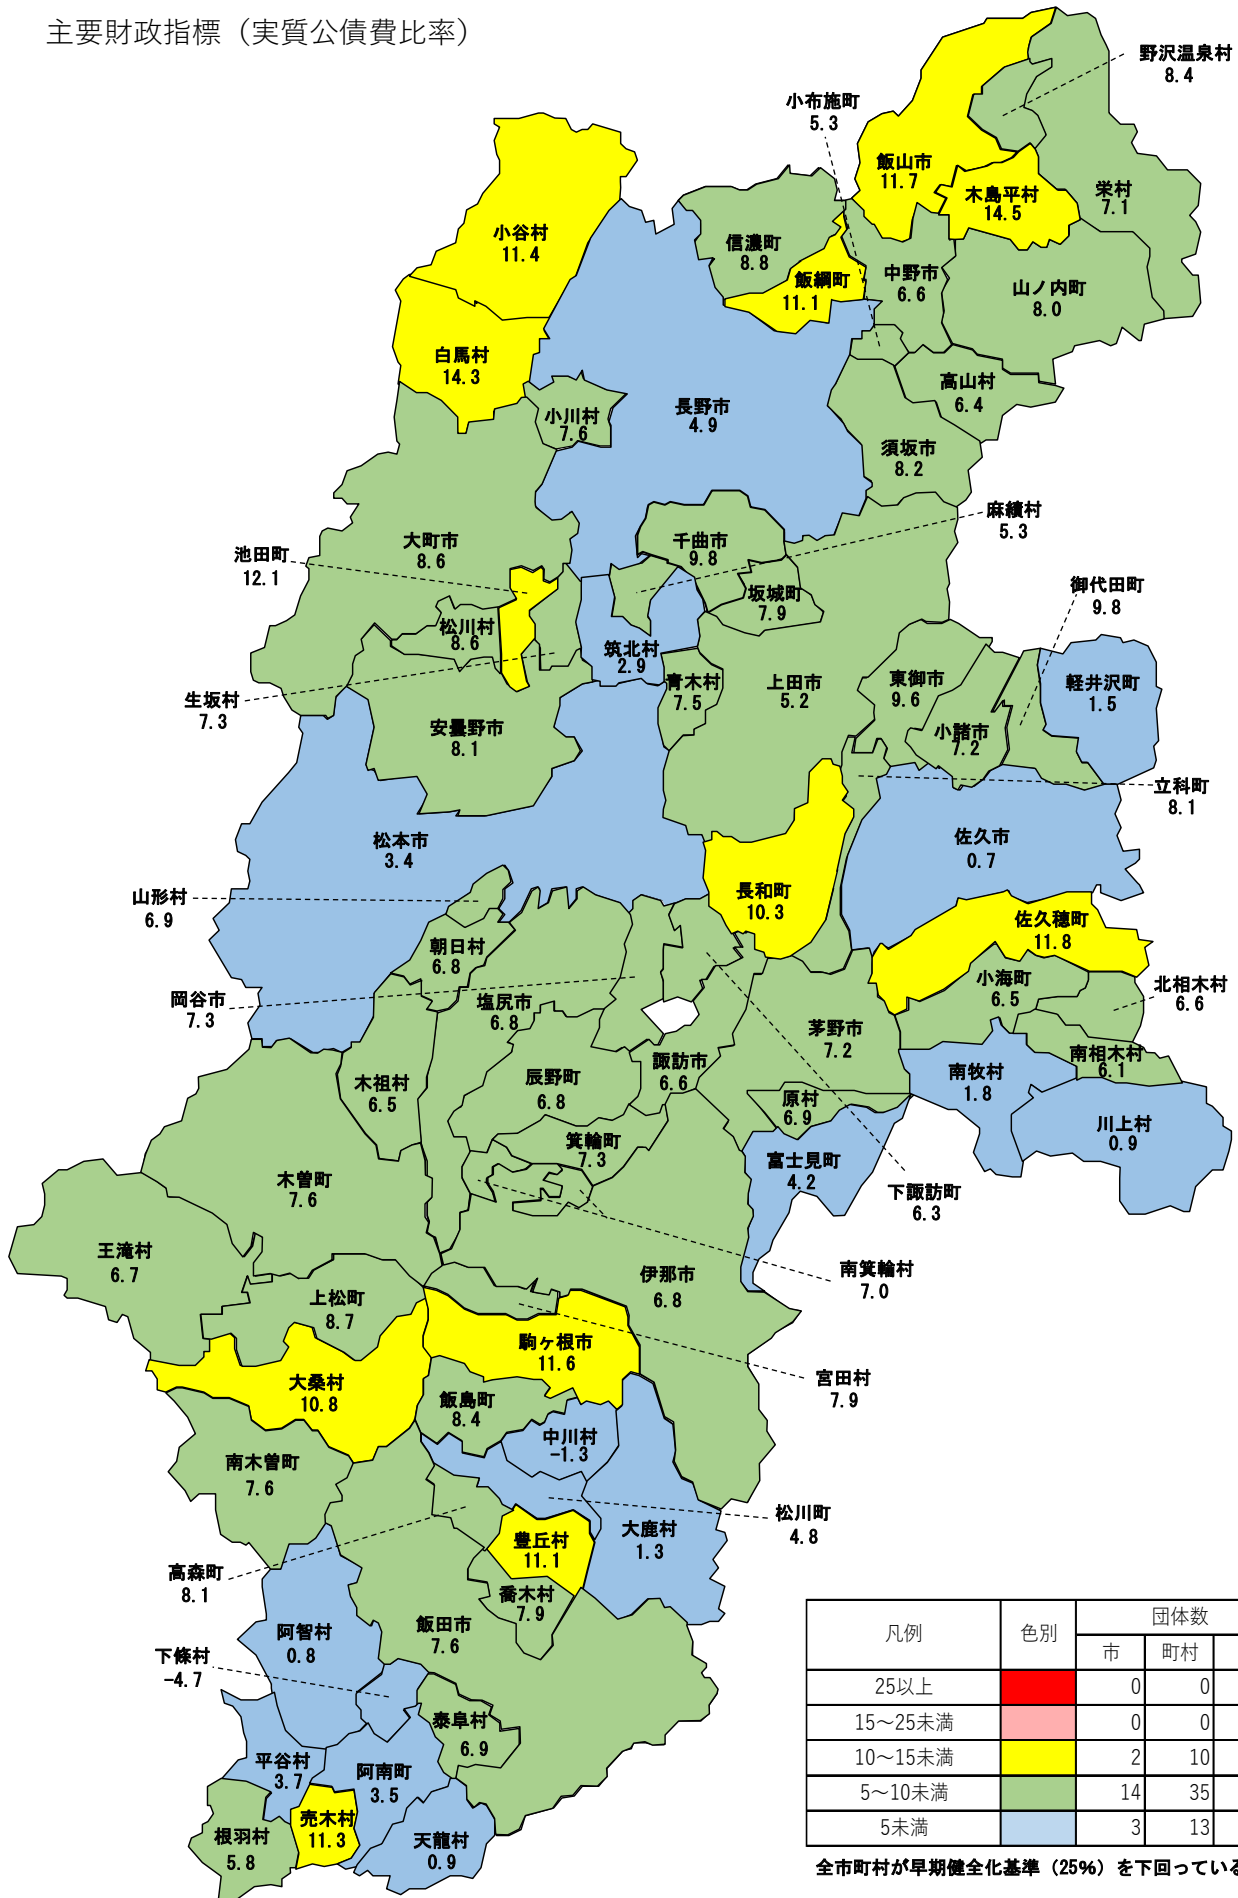 主要財政指標（実質公債費比率）
野沢温泉村
8.4
小布施町
5.3
飯山市
11.7
木島平村
14.5
栄村
7.1
小谷村
11.4
信濃町
8.8
飯綱町
11.1
中野市
6.6
山ノ内町
8.0
白馬村
14.3
高山村
6.4
小川村
7.6
長野市
4.9
須坂市
8.2
麻績村
5.3
池田町
12.1
大町市
8.6
千曲市
9.8
坂城町
7.9
御代田町
9.8
松川村
8.6
筑北村
2.9
青木村
7.5
上田市
5.2
東御市
9.6
軽井沢町
1.5
生坂村
7.3
安曇野市
8.1
小諸市
7.2
立科町
8.1
松本市
3.4
佐久市
0.7
山形村
6.9
長和町
10.3
佐久穂町
11.8
朝日村
6.8
小海町
6.5
北相木村
6.6
岡谷市
7.3
塩尻市
6.8
茅野市
7.2
南相木村
6.1
木祖村
6.5
辰野町
6.8
諏訪市
6.6
南牧村
1.8
原村
6.9
川上村
0.9
箕輪町
7.3
富士見町
4.2
木曽町
7.6
下諏訪町
6.3
王滝村
6.7
南箕輪村
7.0
伊那市
6.8
上松町
8.7
駒ヶ根市
11.6
宮田村
7.9
大桑村
10.8
飯島町
8.4
中川村
-1.3
南木曽町
7.6
松川町
4.8
大鹿村
1.3
豊丘村
11.1
高森町
8.1
喬木村
7.9
飯田市
7.6
阿智村
0.8
下條村
-4.7
泰阜村
6.9
平谷村
3.7
阿南町
3.5
売木村
11.3
根羽村
5.8
天龍村
0.9
凡例 色別 団体数
市 町村
25以上 0 0
15～25未満 0 0
10～15未満 2 10
5～10未満 14 35
5未満 3 13
全市町村が早期健全化基準（25%）を下回っている